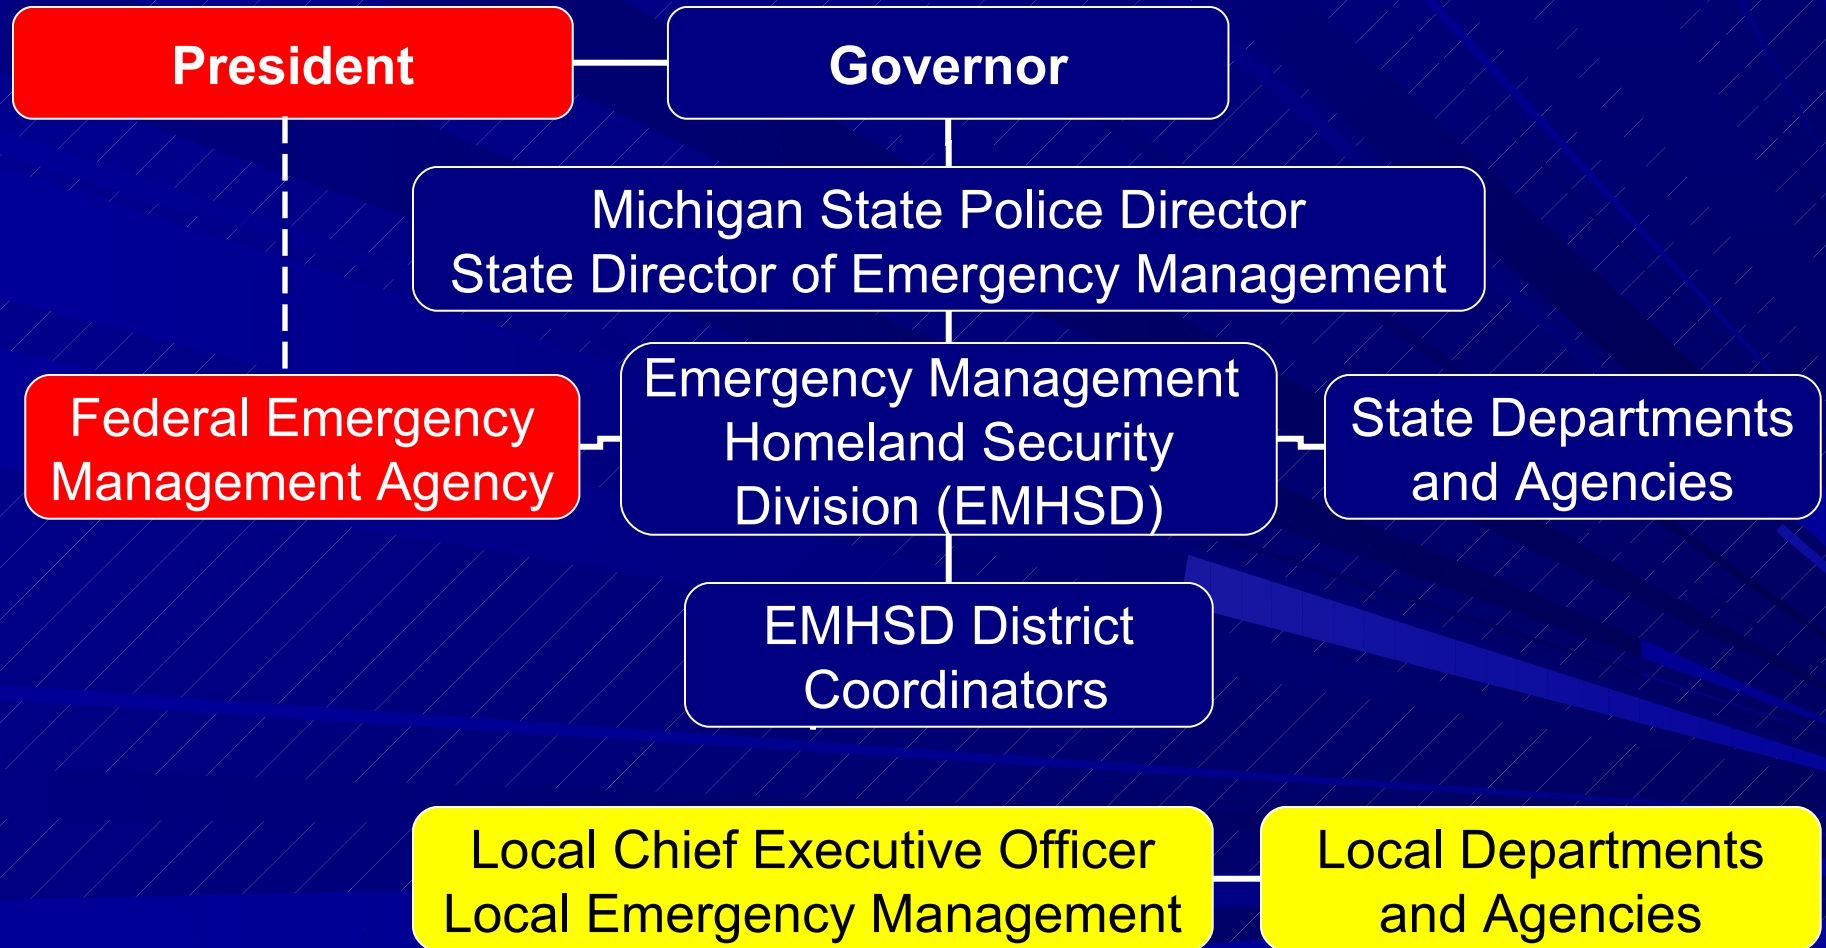 President
Governor
Michigan State Police Director
State Director of Emergency Management
Federal Emergency
Management Agency
Emergency Management
Homeland Security
Division (EMHSD)
State Departments
and Agencies
EMHSD District
Coordinators
Local Chief Executive Officer
Local Emergency Management
Local Departments
and Agencies